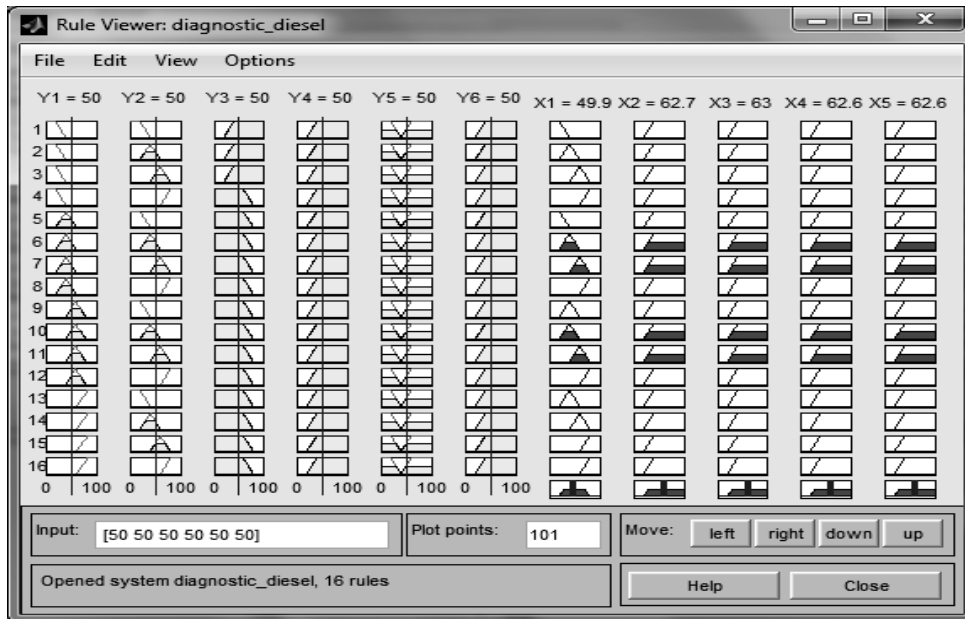 Rule Viewer: diagnostic_diesel
File Edit View Options
Y1 = 50 Y2 = 50 Y3 = 50 Y4 = 50 Y5 = 50 Y6 = 50 X1 = 49.9 X2 = 62.7 X3 = 63 X4 = 62.6 X5 = 62.6
1
2
3
4
5
6
7
8
9
10
11
12
13
14
15
16
0 100 0 100 0 100 0 100 0 100 0 100
Input: [50 50 50 50 50 50] Plot points: 101 Move: left right down up
Opened system diagnostic_diesel, 16 rules Help Close